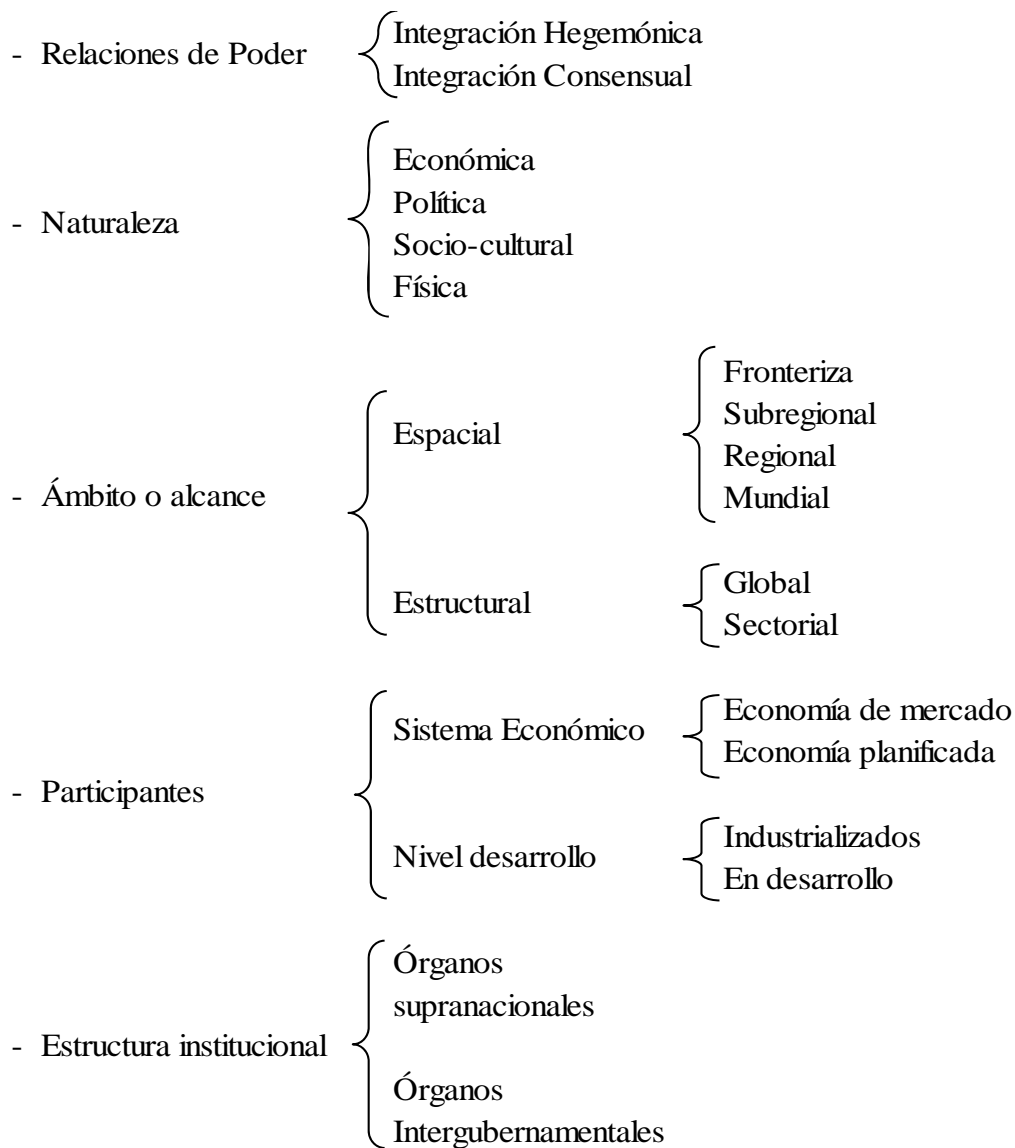 - Relaciones de Poder
Integración Hegemónica
Integración Consensual
- Naturaleza
Económica
Política
Socio-cultural
Física
- Ámbito o alcance
Espacial
Fronteriza
Subregional
Regional
Mundial
Estructural
Global
Sectorial
- Participantes
Sistema Económico
Economía de mercado
Economía planificada
Nivel desarrollo
Industrializados
En desarrollo
- Estructura institucional
Órganos
supranacionales
Órganos
Intergubernamentales